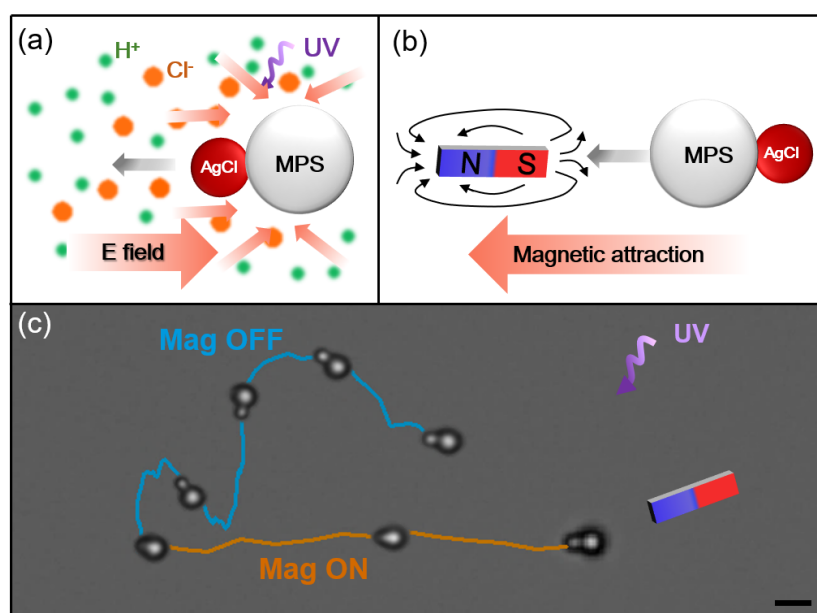 (a)
H⁺
Cl⁻
UV
AgCl
MPS
E field
(b)
N S
MPS
AgCl
Magnetic attraction
(c)
Mag OFF
UV
Mag ON